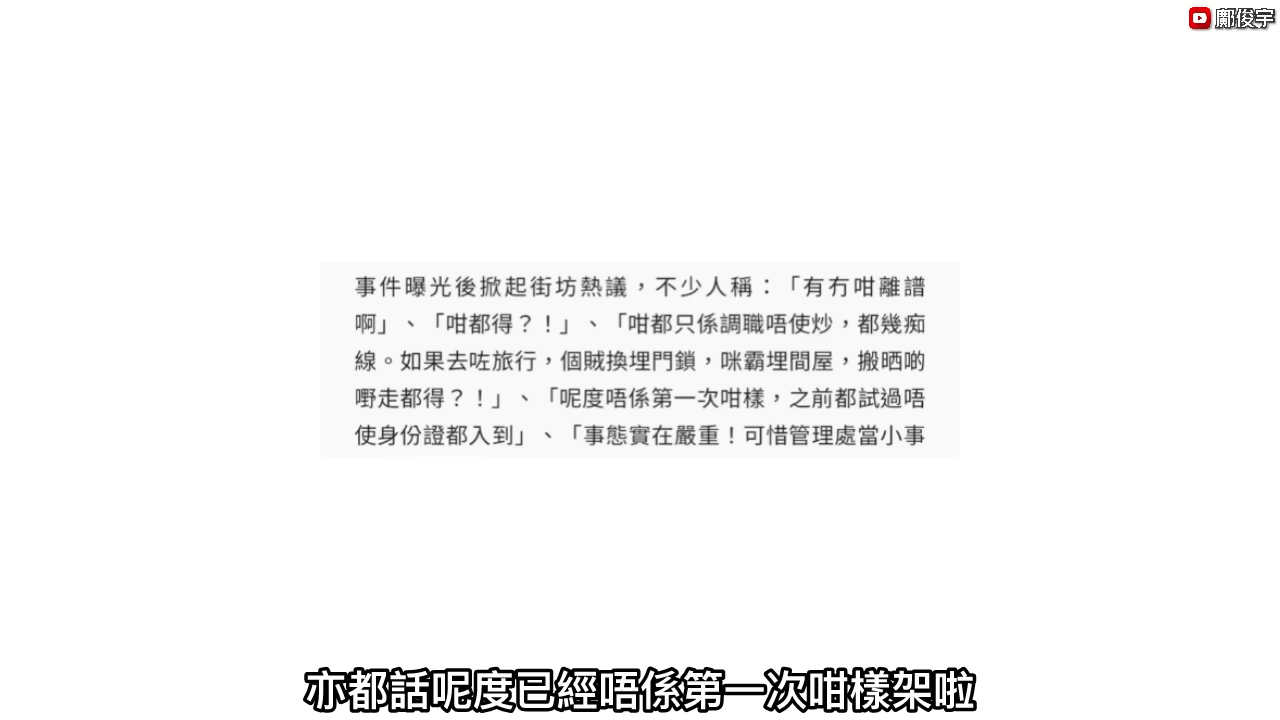 鄺俊宇
事件曝光後掀起街坊熱議，不少人稱：「有冇咁離譜
啊」、「咁都得？！」、「咁都只係調職唔使炒，都幾痴
線。如果去咗旅行，個賊換埋門鎖，咪霸埋間屋，搬晒啲
嘢走都得？！」、「呢度唔係第一次咁樣，之前都試過唔
使身份證都入到」、「事態實在嚴重！可惜管理處當小事
亦都話呢度已經唔係第一次咁樣架啦